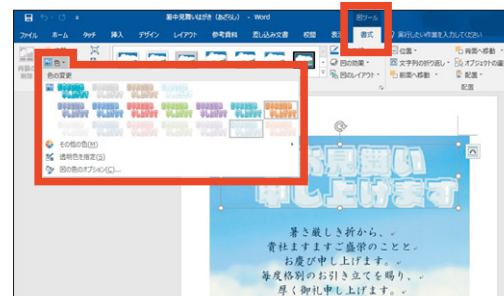 暑中見舞いはがき (あざらし) - Word
図ツール
ファイル ホーム タッチ 挿入 デザイン レイアウト 参考資料 差し込み文書 校閲 表示 書式 実行したい作業を入力してください
色
位置 背面へ移動
図の効果 文字列の折り返し オブジェクトの選
図のレイアウト 前面へ移動 配置
配置
色の変更
その他の色(M)
透明色を指定(S)
図の色のオプション(C)...
お見舞い
申し上げます
暑さ厳しき折から、
貴社ますますご盛栄のことと、
お慶び申し上げます。
毎度格別のお引き立てを賜り、
厚く御礼申し上げます。